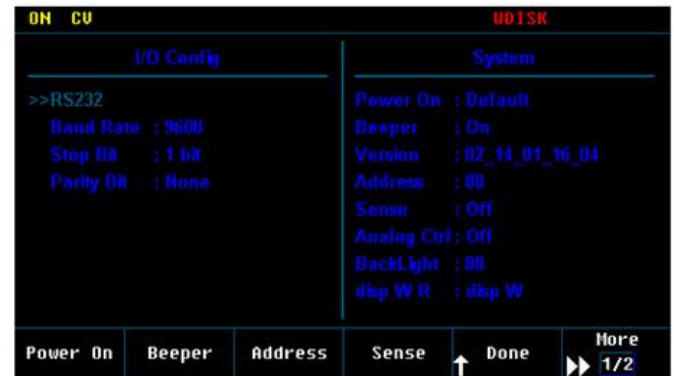 ON CV UDISK
I/O Config
>>RS232
Baud Rate : 9600
Stop Bit : 1 bit
Parity Bit : None
System
Power On : Default
Beeper : On
Version : 02_14_01_16_04
Address : 00
Sense : Off
Analog Ctrl : Off
BackLight : 80
disp W R : disp W
Power On Beeper Address Sense Done More
1/2